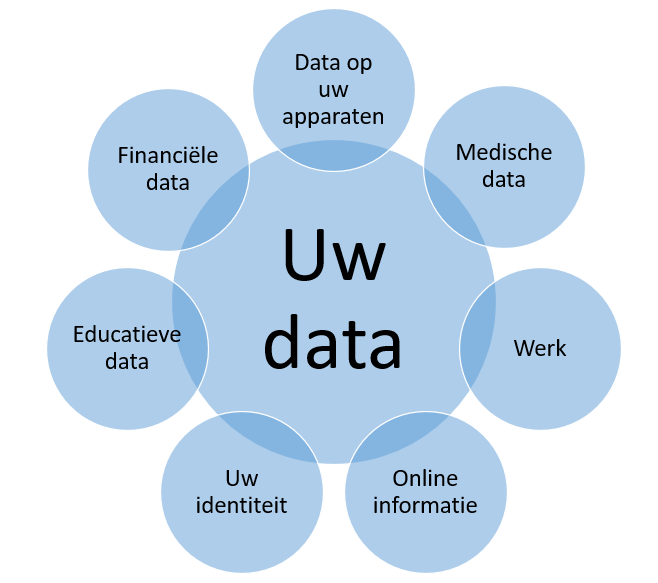 Data op
uw
apparaten
Medische
data
Werk
Online
informatie
Uw
identiteit
Educatieve
data
Financiële
data
Uw
data